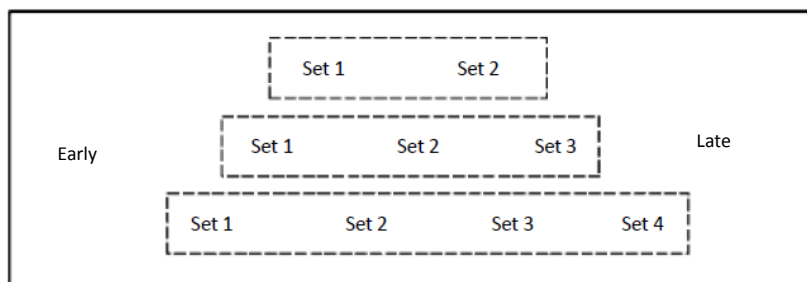 Set 1 Set 2
Set 1 Set 2 Set 3
Early
Late
Set 1 Set 2 Set 3 Set 4